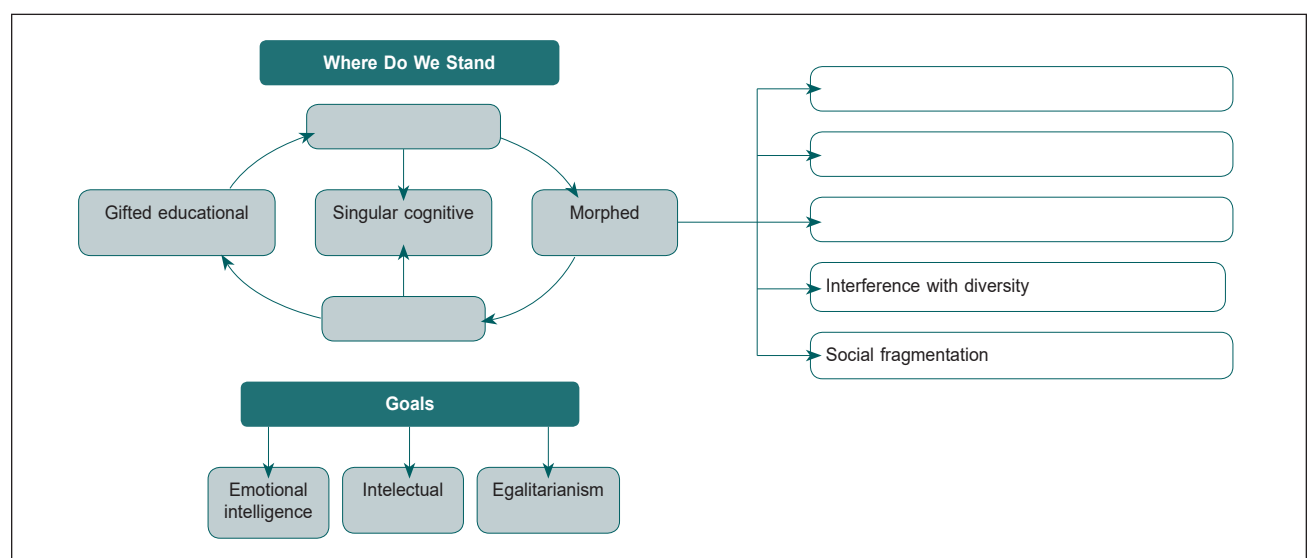 Where Do We Stand
Gifted educational
Singular cognitive
Morphed
Interference with diversity
Social fragmentation
Goals
Emotional
intelligence
Intelectual
Egalitarianism